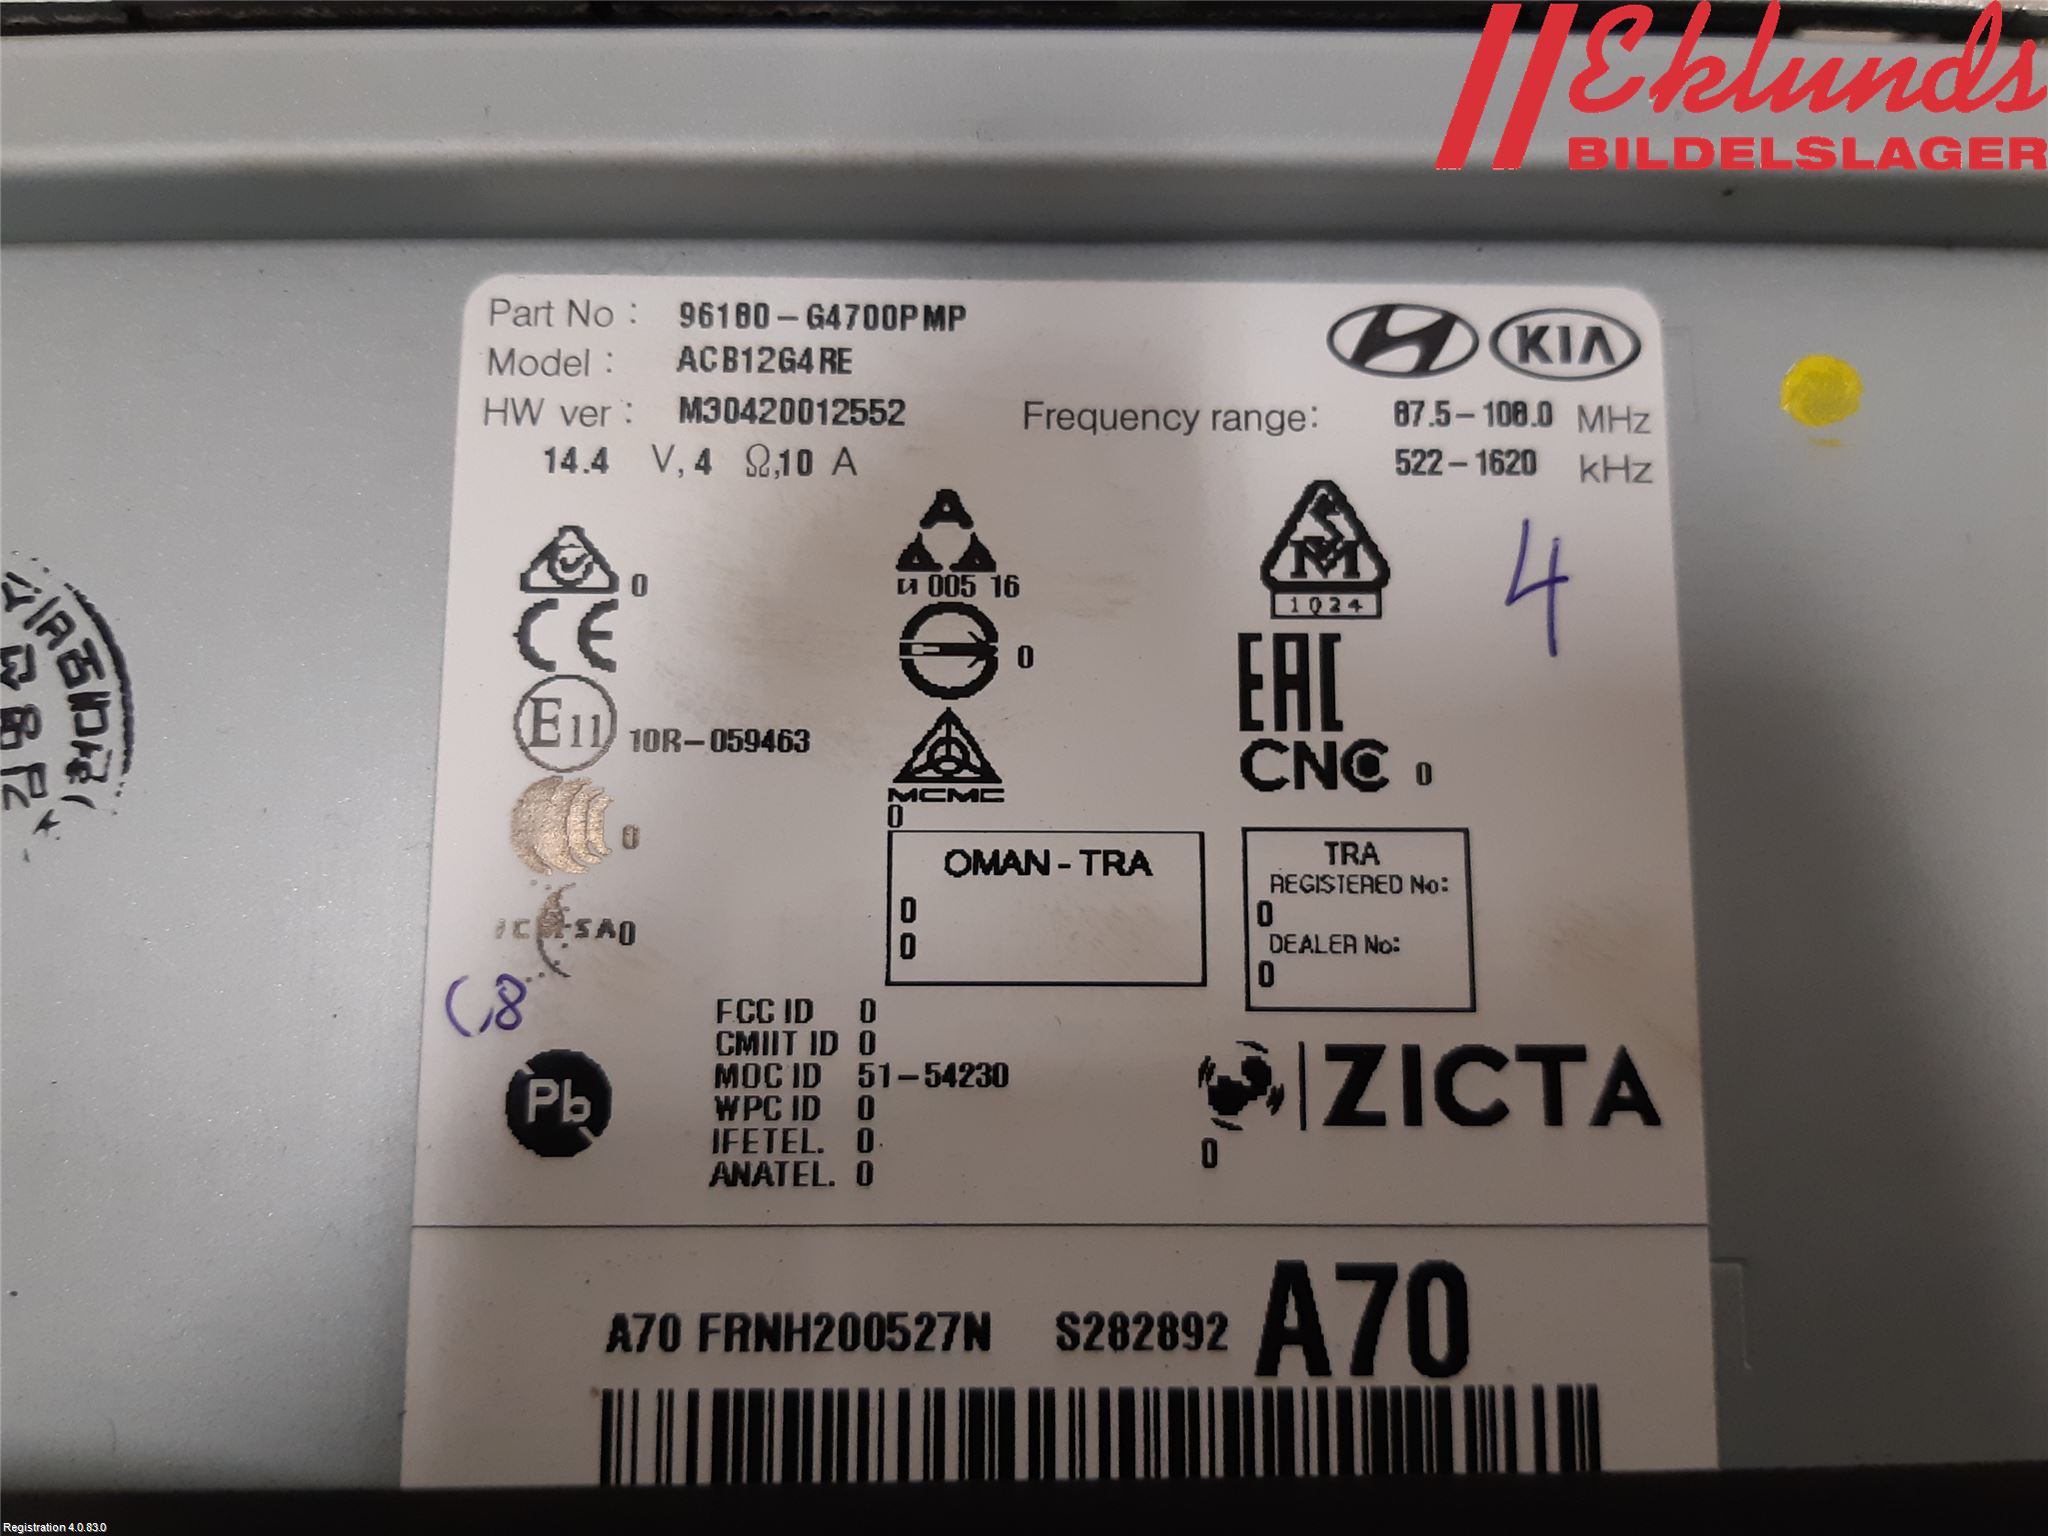 Eklunds
BILDELSLAGER
Part No : 96180-G4700PMP
Model : ACB12G4RE
HW ver : M30420012552
14.4 V, 4 Ω, 10 A
KIA
Frequency range: 87.5-108.0 MHz
522-1620 kHz
4
0
CE
E11 10R-059463
0
ICASA 0
C,8
Pb
И 005 16
0
MCMC
0
OMAN - TRA
0
0
1024
EAC
CNC 0
TRA
REGISTERED No:
0
DEALER No:
0
FCC ID 0
CMIIT ID 0
MOC ID 51-54230
WPC ID 0
IFETEL. 0
ANATEL. 0
ZICTA
0
A70 FRNH200527N S282892 A70
Registration 4.0.83.0